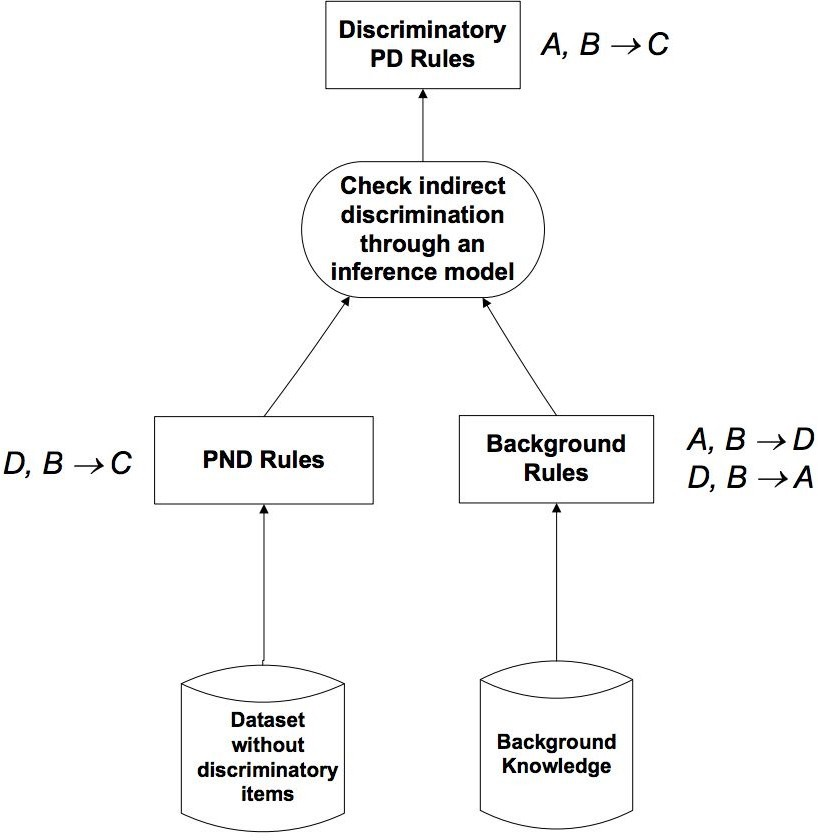 Discriminatory
PD Rules
A, B → C
Check indirect
discrimination
through an
inference model
D, B → C
PND Rules
Background
Rules
A, B → D
D, B → A
Dataset
without
discriminatory
items
Background
Knowledge